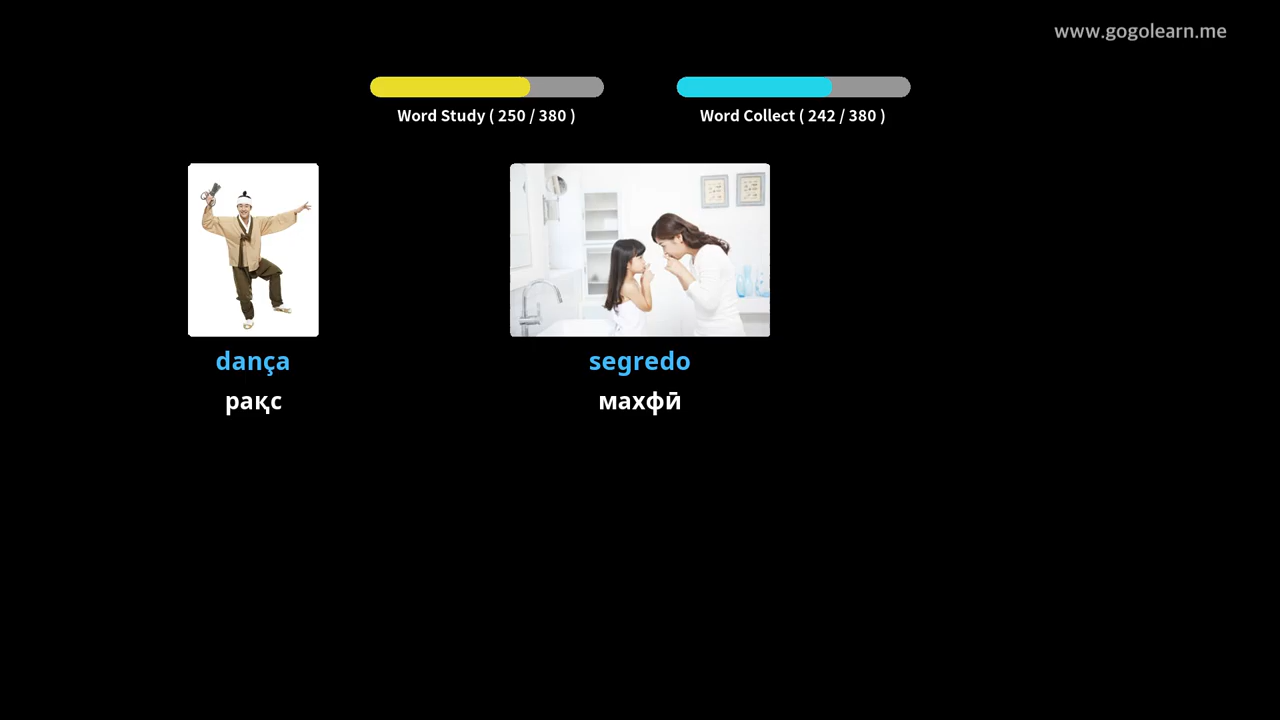 www.gogolearn.me
Word Study ( 250 / 380 )
Word Collect ( 242 / 380 )
dança
рақс
segredo
махфӣ